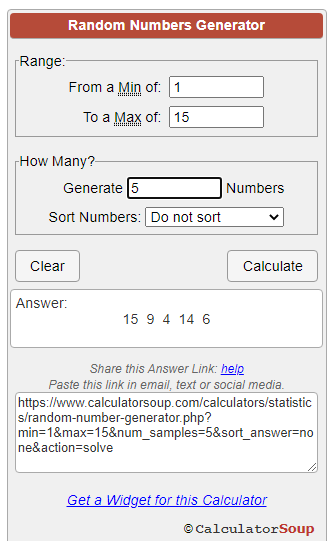 Random Numbers Generator
Range:
From a Min of: 1
To a Max of: 15
How Many?
Generate 5 Numbers
Sort Numbers: Do not sort
Clear Calculate
Answer:
15 9 4 14 6
Share this Answer Link: help
Paste this link in email, text or social media.
https://www.calculatorsoup.com/calculators/statistic
s/random-number-generator.php?
min=1&max=15&num_samples=5&sort_answer=no
ne&action=solve
Get a Widget for this Calculator
© CalculatorSoup